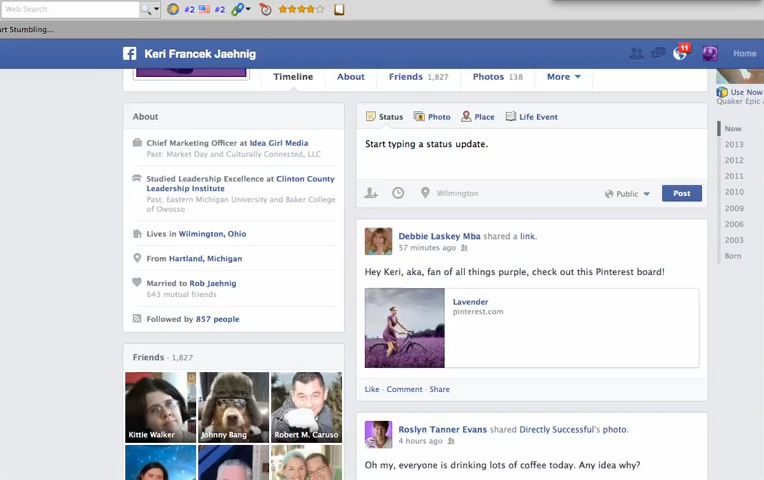 Web Search
#2 #2
rt Stumbling...
Keri Francek Jaehnig
11
Home
Timeline About Friends 1,827 Photos 138 More
Use Now
Quaker Epic
About
Chief Marketing Officer at Idea Girl Media
Past: Market Day and Culturally Connected, LLC
Studied Leadership Excellence at Clinton County
Leadership Institute
Past: Eastern Michigan University and Baker College
of Owosso
Lives in Wilmington, Ohio
From Hartland, Michigan
Married to Rob Jaehnig
643 mutual friends
Followed by 857 people
Friends · 1,827
Kittie Walker
Johnny Bang
Robert M. Caruso
Status Photo Place Life Event
Start typing a status update.
Wilmington
Public
Post
Debbie Laskey Mba shared a link.
57 minutes ago
Hey Keri, aka, fan of all things purple, check out this Pinterest board!
Lavender
pinterest.com
Like · Comment · Share
Roslyn Tanner Evans shared Directly Successful's photo.
4 hours ago
Oh my, everyone is drinking lots of coffee today. Any idea why?
Now
2013
2012
2011
2010
2009
2006
2003
Born